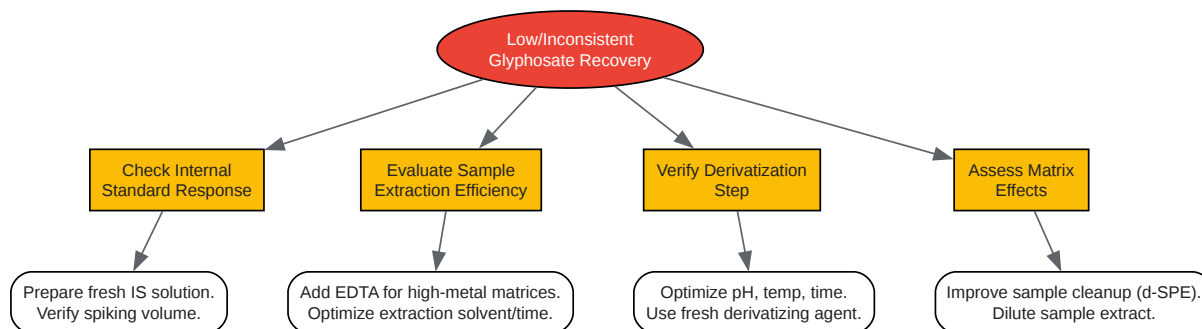 Low/Inconsistent
Glyphosate Recovery
Check Internal
Standard Response
Evaluate Sample
Extraction Efficiency
Verify Derivatization
Step
Assess Matrix
Effects
Prepare fresh IS solution.
Verify spiking volume.
Add EDTA for high-metal matrices.
Optimize extraction solvent/time.
Optimize pH, temp, time.
Use fresh derivatizing agent.
Improve sample cleanup (d-SPE).
Dilute sample extract.